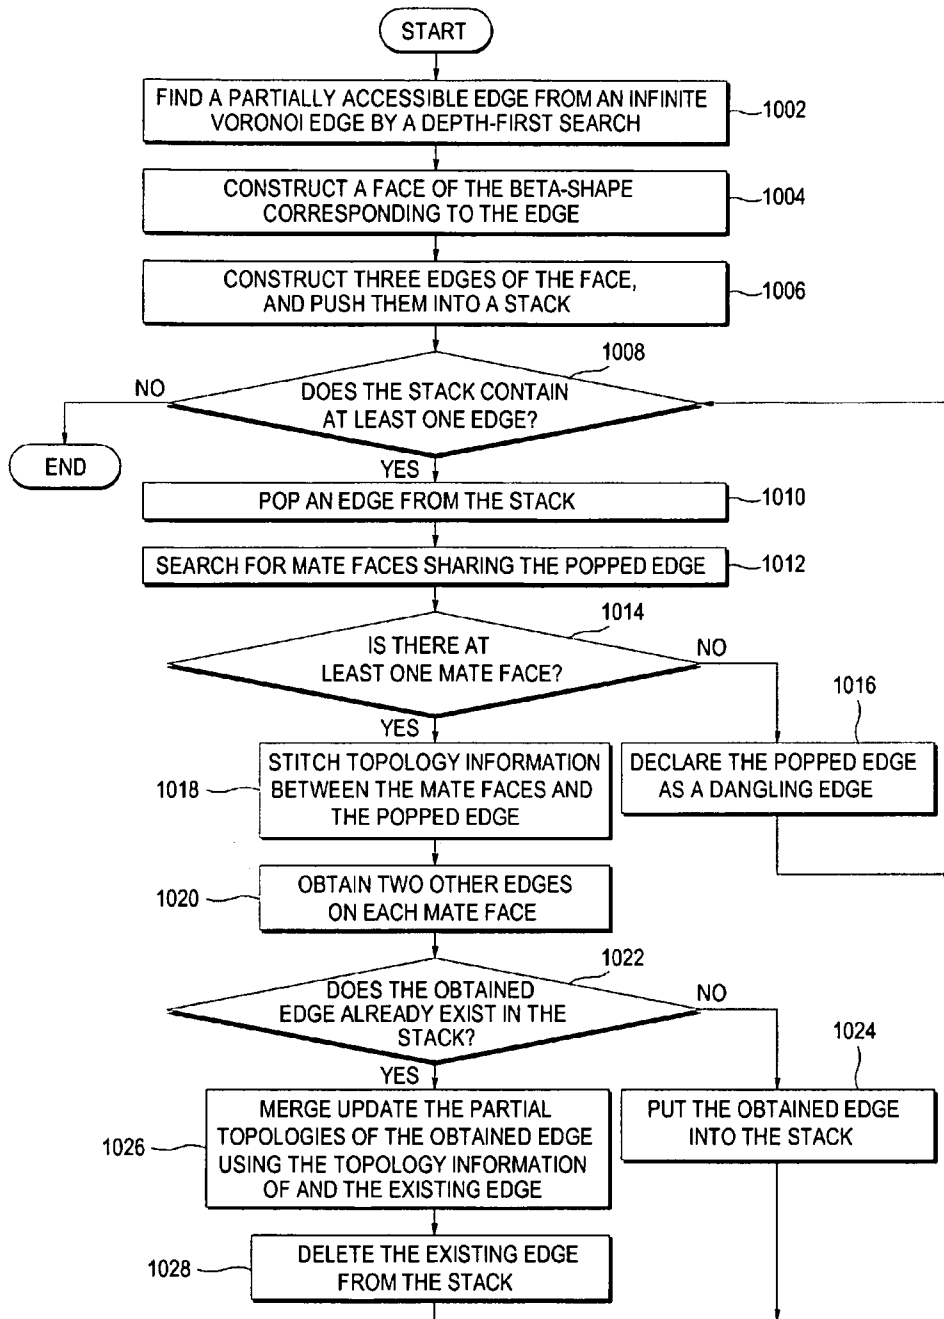 START
FIND A PARTIALLY ACCESSIBLE EDGE FROM AN INFINITE
VORONOI EDGE BY A DEPTH-FIRST SEARCH
1002
CONSTRUCT A FACE OF THE BETA-SHAPE
CORRESPONDING TO THE EDGE
1004
CONSTRUCT THREE EDGES OF THE FACE,
AND PUSH THEM INTO A STACK
1006
1008
NO
DOES THE STACK CONTAIN
AT LEAST ONE EDGE?
END
YES
POP AN EDGE FROM THE STACK
1010
SEARCH FOR MATE FACES SHARING THE POPPED EDGE
1012
1014
IS THERE AT
LEAST ONE MATE FACE?
NO
1016
YES
STITCH TOPOLOGY INFORMATION
BETWEEN THE MATE FACES AND
THE POPPED EDGE
1018
DECLARE THE POPPED EDGE
AS A DANGLING EDGE
OBTAIN TWO OTHER EDGES
ON EACH MATE FACE
1020
1022
DOES THE OBTAINED
EDGE ALREADY EXIST IN THE
STACK?
NO
1024
YES
MERGE UPDATE THE PARTIAL
TOPOLOGIES OF THE OBTAINED EDGE
USING THE TOPOLOGY INFORMATION
OF AND THE EXISTING EDGE
1026
PUT THE OBTAINED EDGE
INTO THE STACK
DELETE THE EXISTING EDGE
FROM THE STACK
1028